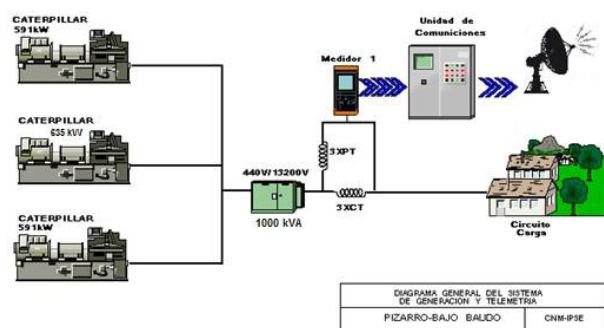 CATERPILLAR
591kW
CATERPILLAR
635 kW
CATERPILLAR
591kW
440V/13200V
1000 kVA
Medidor 1
3XPT
3XCT
Unidad de
Comuniciones
Circuito
Carga
DIAGRAMA GENERAL DEL SISTEMA
DE GENERACION Y TELEMETRIA
PIZARRO-BAJO BAUDO
CNM-IPSE